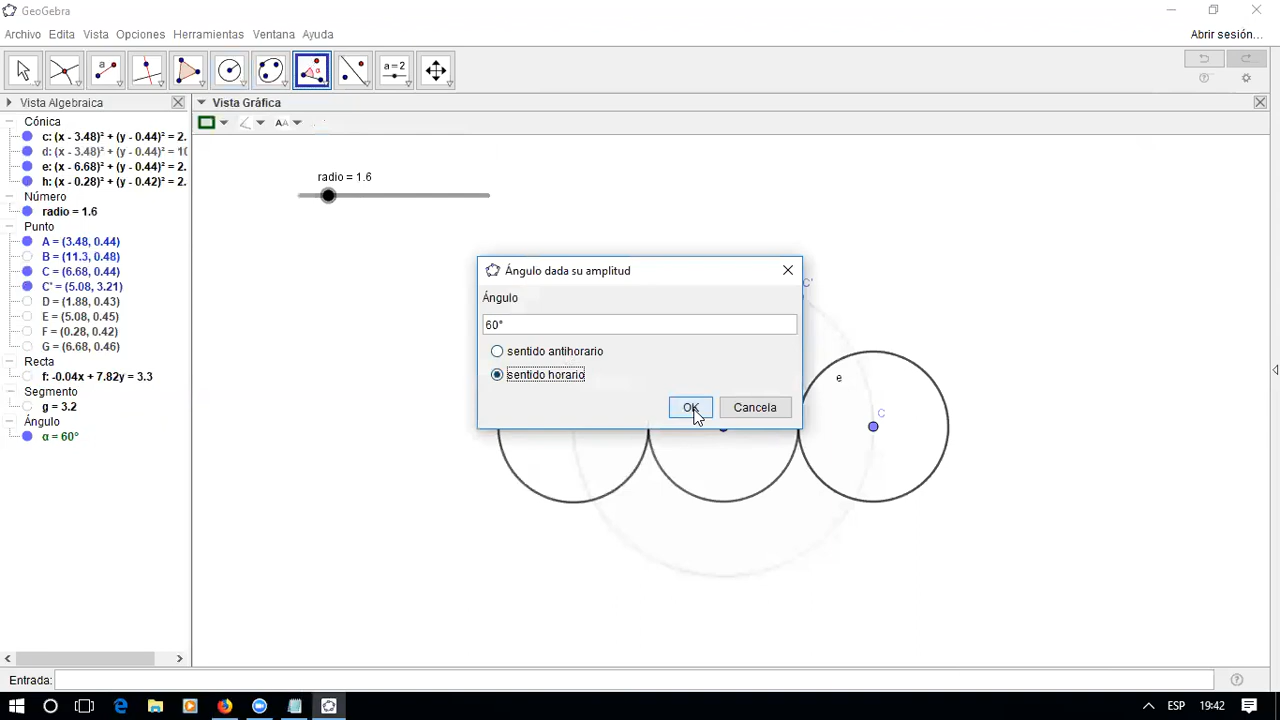 GeoGebra
Archivo Edita Vista Opciones Herramientas Ventana Ayuda
Abrir sesión...
a=2
Vista Algebraica
Vista Gráfica
AA
Cónica
c: (x - 3.48)² + (y - 0.44)² = 2.
d: (x - 3.48)² + (y - 0.44)² = 10
e: (x - 6.68)² + (y - 0.44)² = 2.
h: (x - 0.28)² + (y - 0.42)² = 2.
Número
radio = 1.6
Punto
A = (3.48, 0.44)
B = (11.3, 0.48)
C = (6.68, 0.44)
C' = (5.08, 3.21)
D = (1.88, 0.43)
E = (5.08, 0.45)
F = (0.28, 0.42)
G = (6.68, 0.46)
Recta
f: -0.04x + 7.82y = 3.3
Segmento
g = 3.2
Ángulo
α = 60°
radio = 1.6
Ángulo dada su amplitud
Ángulo
60°
sentido antihorario
sentido horario
OK Cancela
C'
e
C
Entrada:
ESP 19:42